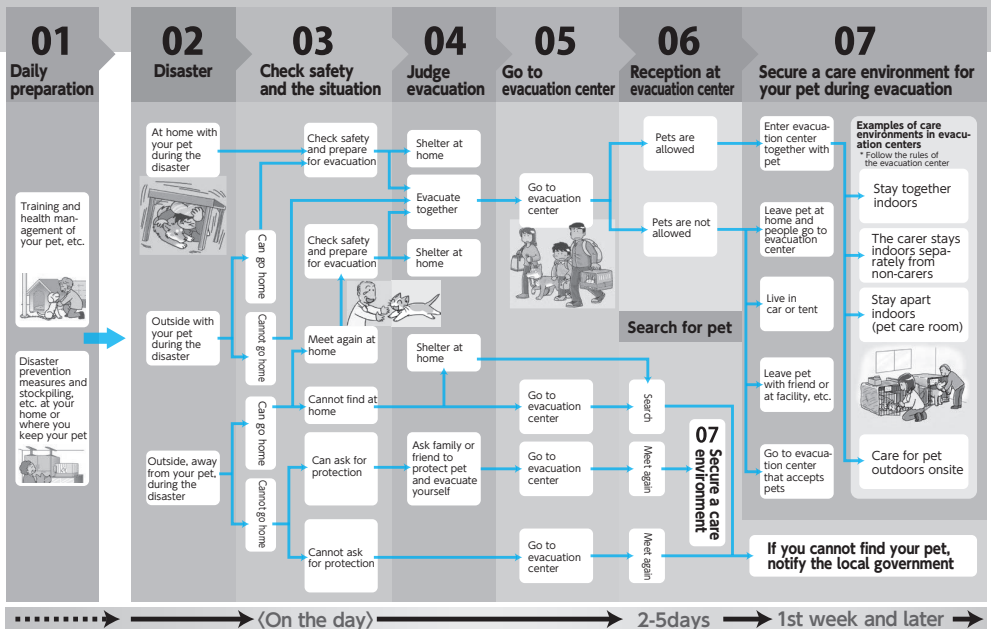 01
Daily
preparation
02
Disaster
03
Check safety
and the situation
04
Judge
evacuation
05
Go to
evacuation center
06
Reception at
evacuation center
07
Secure a care environment for
your pet during evacuation
Training and
health man-
agement of
your pet, etc.
Disaster
prevention
measures and
stockpiling,
etc. at your
home or
where you
keep your pet
At home with
your pet
during the
disaster
Outside with
your pet
during the
disaster
Outside, away
from your pet,
during the
disaster
Can go home
Cannot go home
Can go home
Cannot go home
Check safety
and prepare
for evacuation
Check safety
and prepare
for evacuation
Meet again at
home
Cannot find at
home
Can ask for
protection
Cannot ask
for protection
Shelter at
home
Evacuate
together
Shelter at
home
Shelter at
home
Ask family or
friend to
protect pet
and evacuate
yourself
Go to
evacuation
center
Go to
evacuation
center
Go to
evacuation
center
Go to
evacuation
center
Pets are
allowed
Pets are not
allowed
Search for pet
Search
Meet again
Meet again
07 Secure a care
environment
Enter evacua-
tion center
together with
pet
Leave pet at
home and
people go to
evacuation
center
Live in
car or tent
Leave pet
with friend or
at facility, etc.
Go to evacua-
tion center
that accepts
pets
Examples of care
environments in evacu-
ation centers
* Follow the rules of
the evacuation center
Stay together
indoors
The carer stays
indoors sepa-
rately from
non-carers
Stay apart
indoors
(pet care room)
Care for pet
outdoors onsite
If you cannot find your pet,
notify the local government
〈On the day〉
2-5days
1st week and later